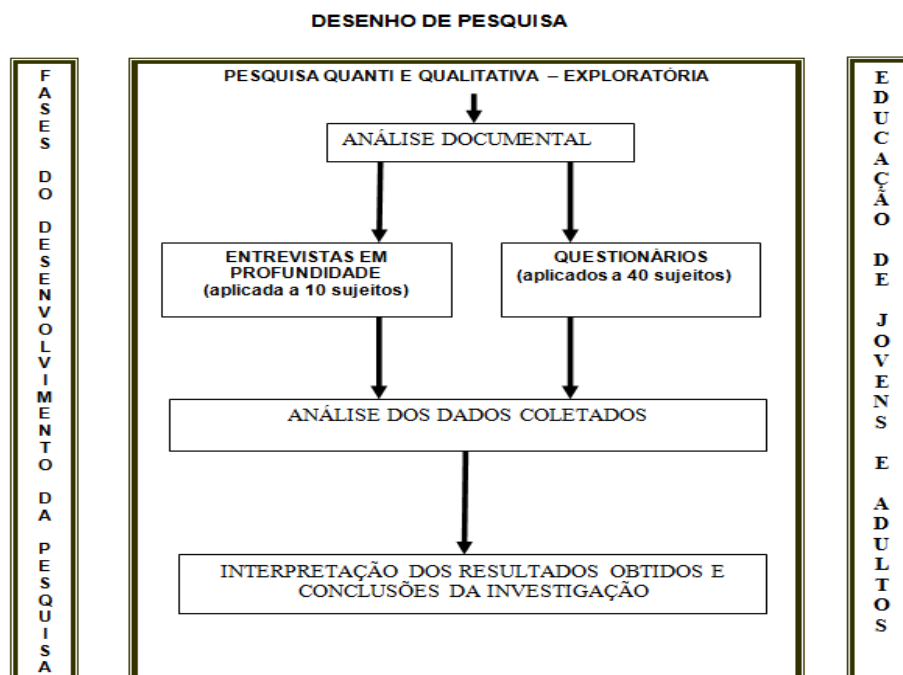 DESENHO DE PESQUISA
FASES DO DESENVOLVIMENTO DA PESQUISA
PESQUISA QUANTI E QUALITATIVA – EXPLORATÓRIA
ANÁLISE DOCUMENTAL
ENTREVISTAS EM
PROFUNDIDADE
(aplicada a 10 sujeitos)
QUESTIONÁRIOS
(aplicados a 40 sujeitos)
ANÁLISE DOS DADOS COLETADOS
INTERPRETAÇÃO DOS RESULTADOS OBTIDOS E
CONCLUSÕES DA INVESTIGAÇÃO
EDUCAÇÃO DE JOVENS E ADULTOS